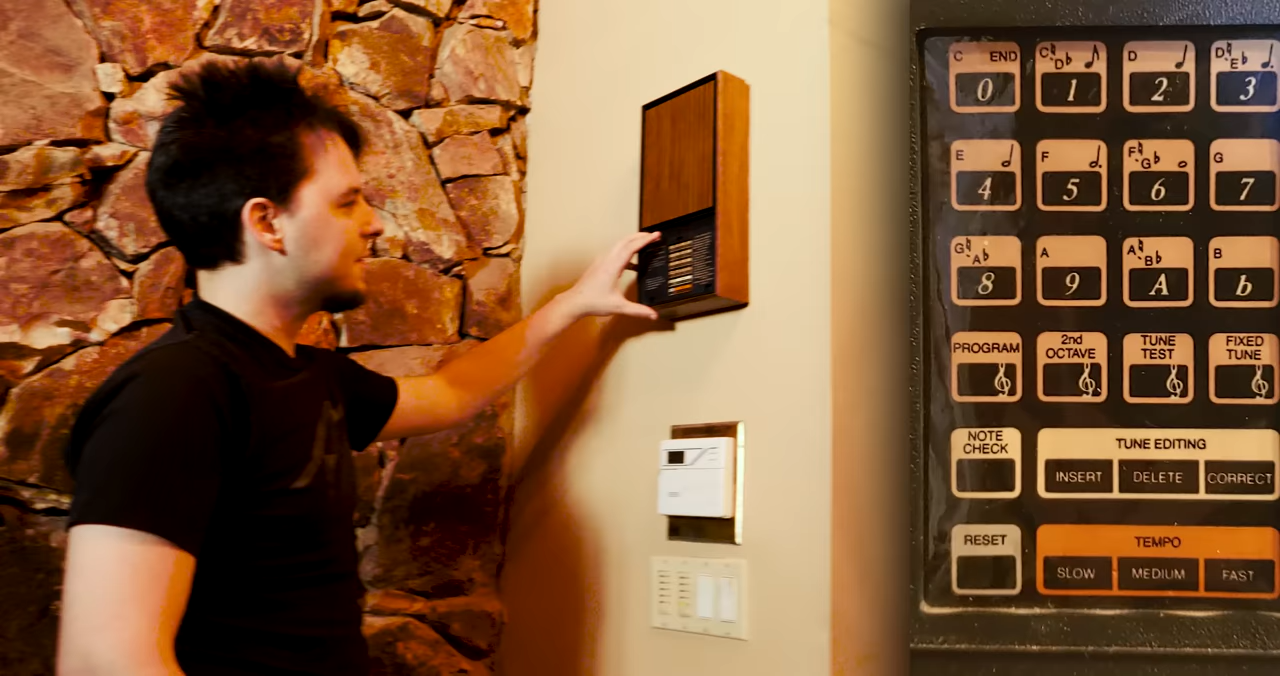 C END
0
C♮ D♭
1
D
2
D♮ E♭
3
E
4
F
5
F♮ G♭
6
G
7
G♮ A♭
8
A
9
A♮ B♭
A
B
b
PROGRAM
2nd
OCTAVE
TUNE
TEST
FIXED
TUNE
NOTE
CHECK
TUNE EDITING
INSERT DELETE CORRECT
RESET
TEMPO
SLOW MEDIUM FAST